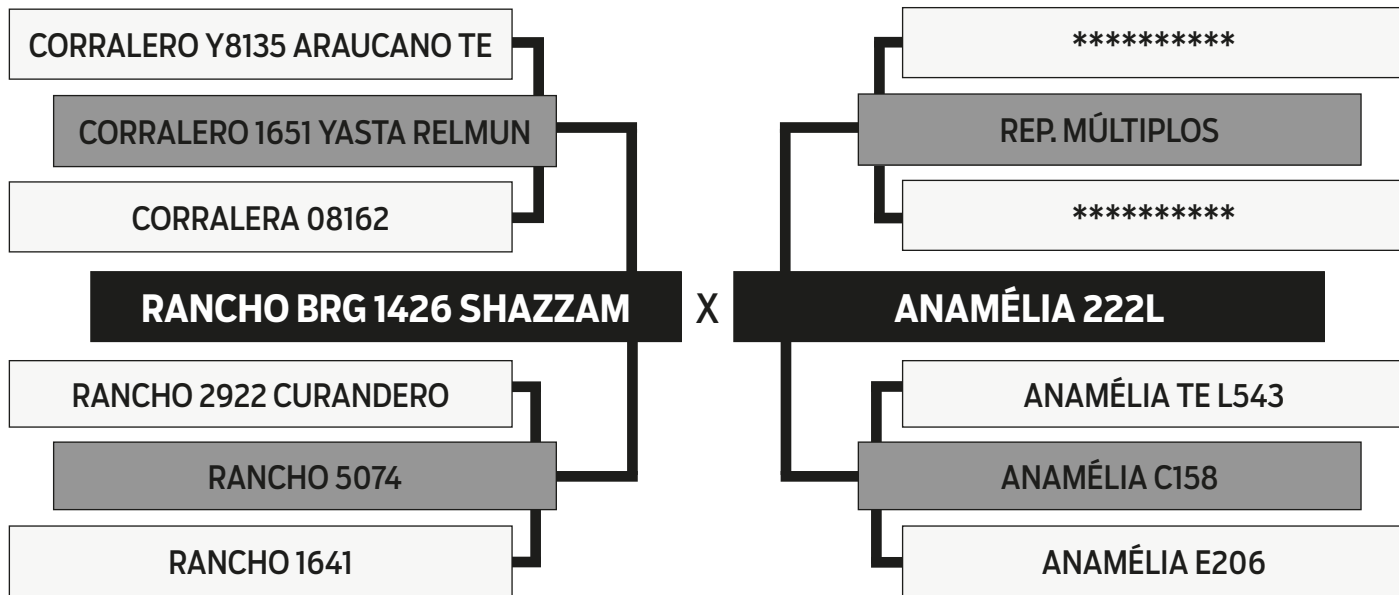 CORRALERO Y8135 ARAUCANO TE
CORRALERO 1651 YASTA RELMUN
CORRALERA 08162
RANCHO BRG 1426 SHAZZAM
RANCHO 2922 CURANDERO
RANCHO 5074
RANCHO 1641
X
**********
REP. MÚLTIPLOS
**********
ANAMÉLIA 222L
ANAMÉLIA TE L543
ANAMÉLIA C158
ANAMÉLIA E206